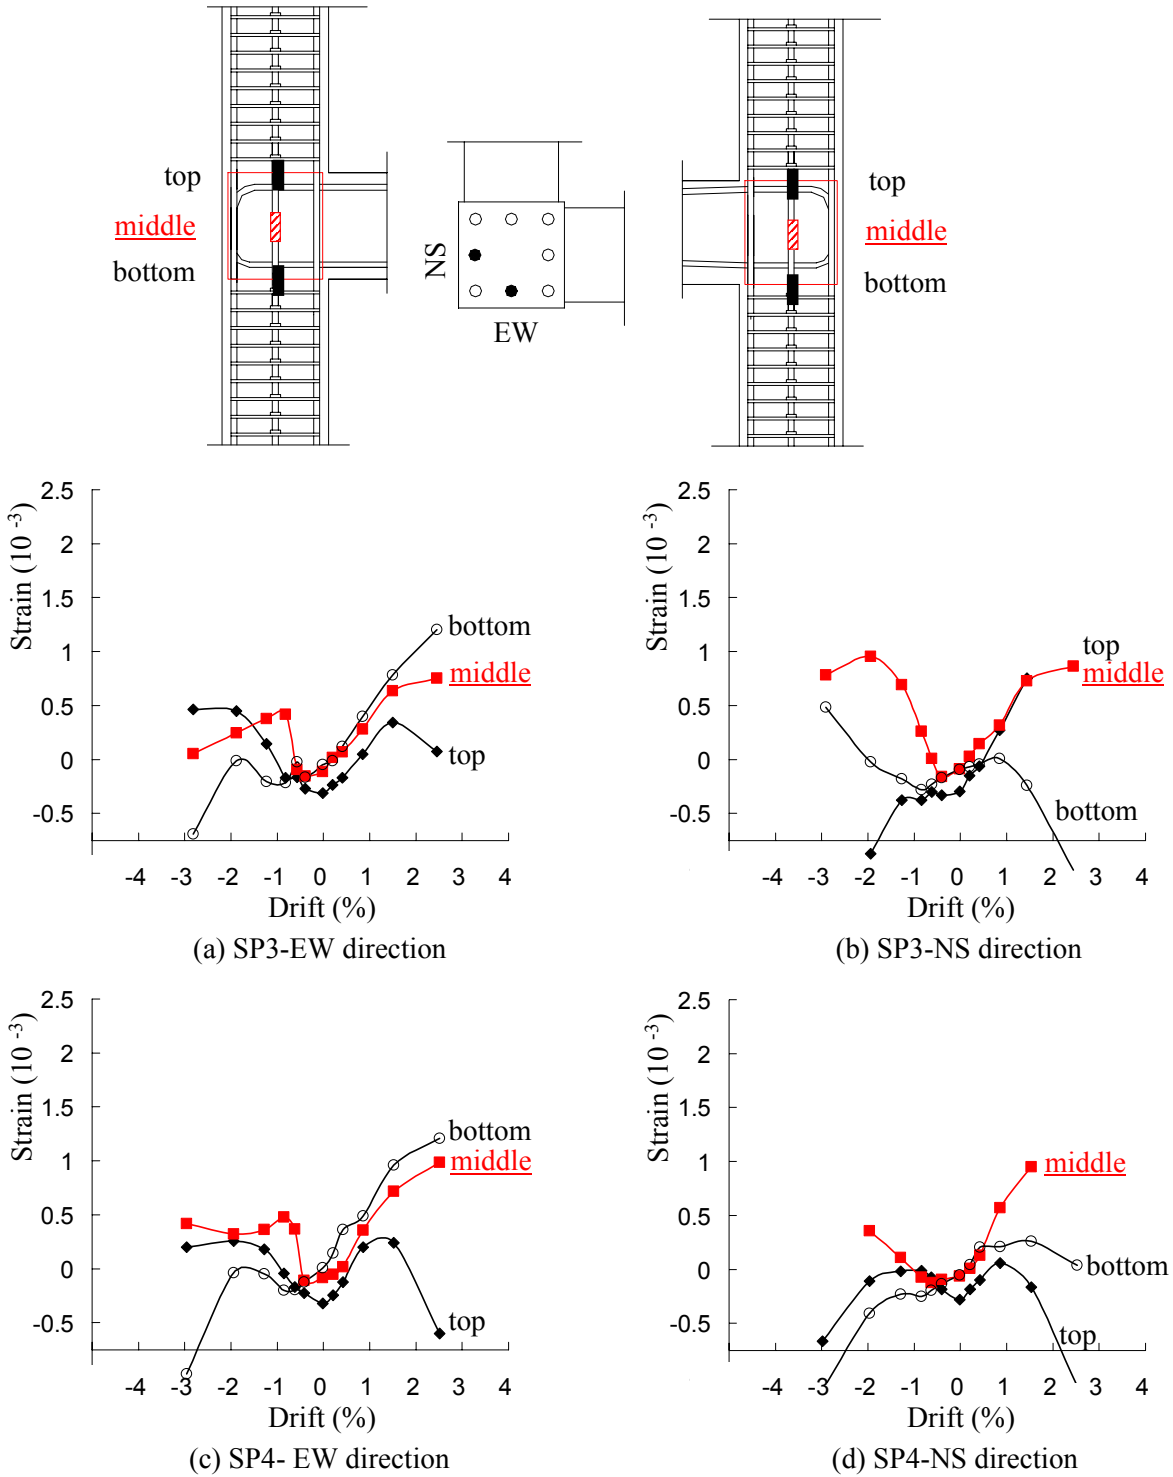 top
middle
bottom
NS
EW
top
middle
bottom
Strain (10 -3)
2.5
2
1.5
1
0.5
0
-0.5
bottom
middle
top
-4 -3 -2 -1 0 1 2 3 4
Drift (%)
(a) SP3-EW direction
Strain (10 -3)
2.5
2
1.5
1
0.5
0
-0.5
top
middle
bottom
-4 -3 -2 -1 0 1 2 3 4
Drift (%)
(b) SP3-NS direction
Strain (10 -3)
2.5
2
1.5
1
0.5
0
-0.5
bottom
middle
top
-4 -3 -2 -1 0 1 2 3 4
Drift (%)
(c) SP4- EW direction
Strain (10 -3)
2.5
2
1.5
1
0.5
0
-0.5
middle
bottom
top
-4 -3 -2 -1 0 1 2 3 4
Drift (%)
(d) SP4-NS direction